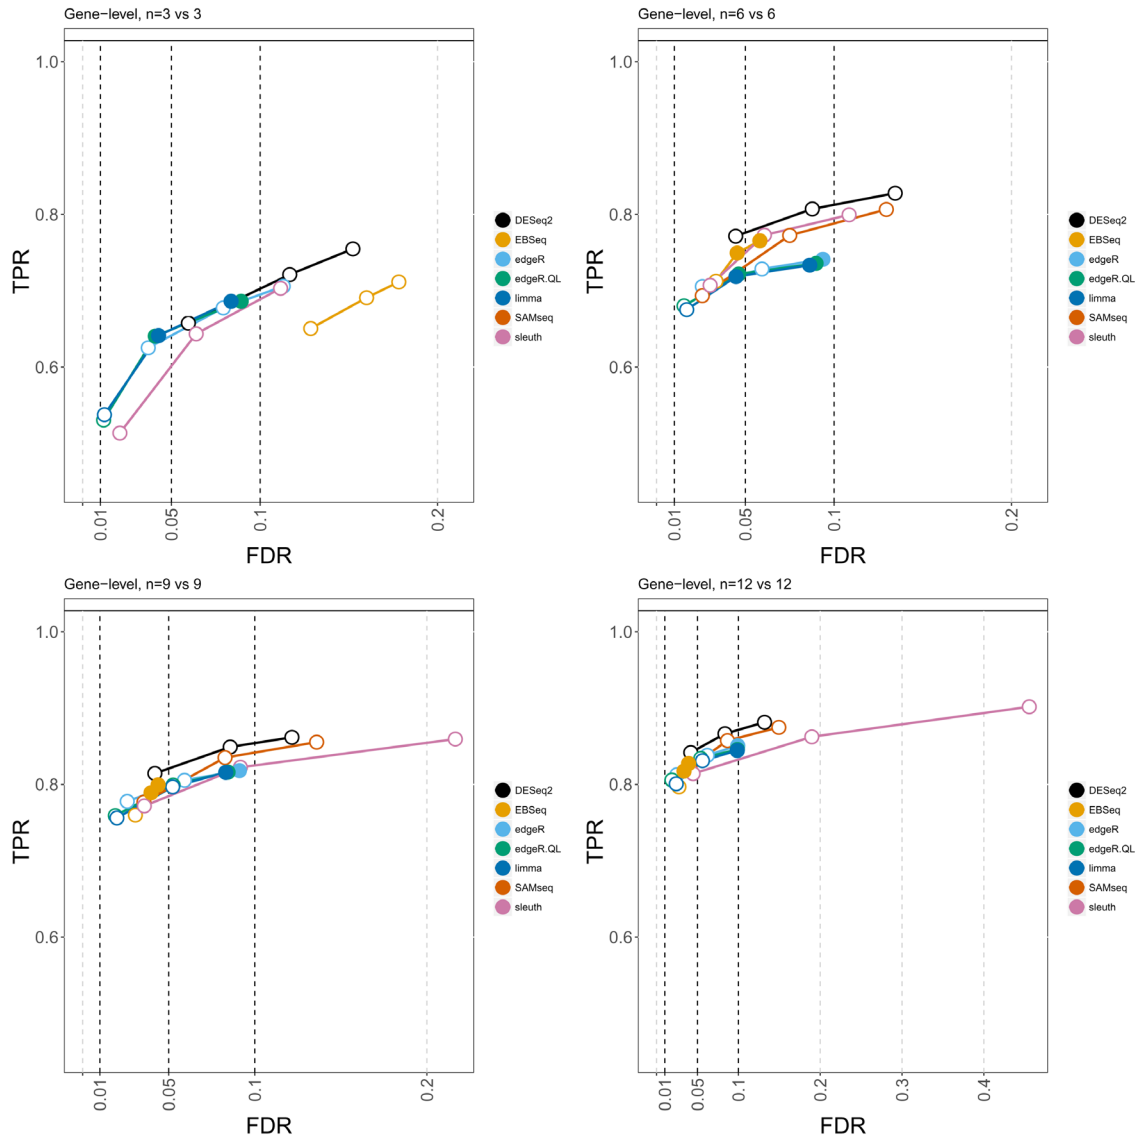 Gene−level, n=3 vs 3
1.0
0.8
0.6
TPR
0.01
0.05
0.1
0.2
FDR
DESeq2
EBSeq
edgeR
edgeR.QL
limma
SAMseq
sleuth
Gene−level, n=6 vs 6
1.0
0.8
0.6
TPR
0.01
0.05
0.1
0.2
FDR
DESeq2
EBSeq
edgeR
edgeR.QL
limma
SAMseq
sleuth
Gene−level, n=9 vs 9
1.0
0.8
0.6
TPR
0.01
0.05
0.1
0.2
FDR
DESeq2
EBSeq
edgeR
edgeR.QL
limma
SAMseq
sleuth
Gene−level, n=12 vs 12
1.0
0.8
0.6
TPR
0.01
0.05
0.1
0.2
0.3
0.4
FDR
DESeq2
EBSeq
edgeR
edgeR.QL
limma
SAMseq
sleuth